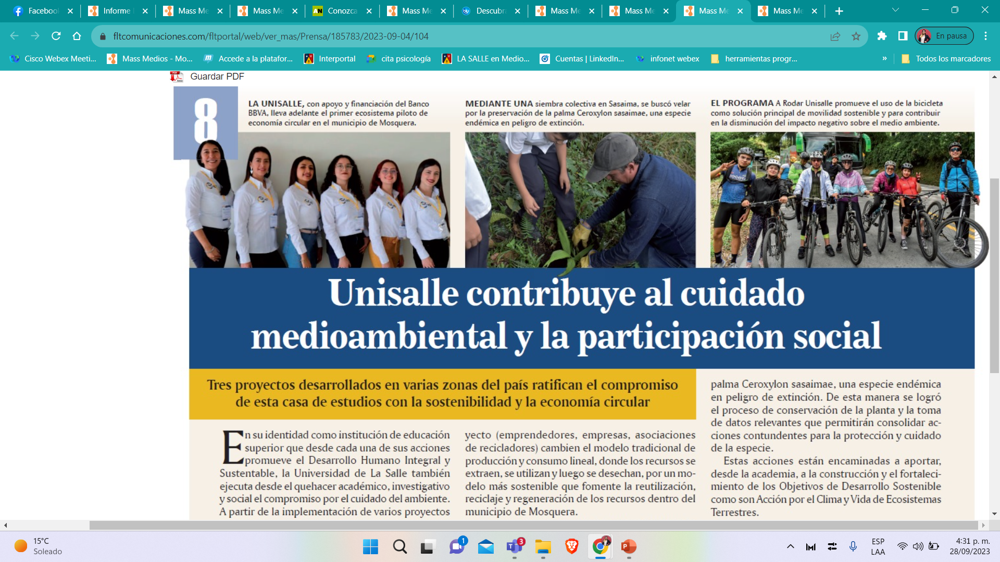 Facebook
Informe
Mass Me
Mass Me
Conozca
Mass Me
Descubr
Mass Me
Mass Me
Mass Me
Mass Me
fltcomunicaciones.com/fltportal/web/ver_mas/Prensa/185783/2023-09-04/104
En pausa
Cisco Webex Meeti...
Mass Medios - Mo...
Accede a la platafor...
Interportal
cita psicología
LA SALLE en Medio...
Cuentas | LinkedIn...
infonet webex
herramientas progr...
»
Todos los marcadores
Guardar PDF
8
LA UNISALLE, con apoyo y financiación del Banco
BBVA, lleva adelante el primer ecosistema piloto de
economía circular en el municipio de Mosquera.
MEDIANTE UNA siembra colectiva en Sasaima, se buscó velar
por la preservación de la palma Ceroxylon sasaimae, una especie
endémica en peligro de extinción.
EL PROGRAMA A Rodar Unisalle promueve el uso de la bicicleta
como solución principal de movilidad sostenible y para contribuir
en la disminución del impacto negativo sobre el medio ambiente.
Unisalle contribuye al cuidado
medioambiental y la participación social
Tres proyectos desarrollados en varias zonas del país ratifican el compromiso
de esta casa de estudios con la sostenibilidad y la economía circular
En su identidad como institución de educación
superior que desde cada una de sus acciones
promueve el Desarrollo Humano Integral y
Sustentable, la Universidad de La Salle también
ejecuta desde el quehacer académico, investigativo
y social el compromiso por el cuidado del ambiente.
A partir de la implementación de varios proyectos
yecto (emprendedores, empresas, asociaciones
de recicladores) cambien el modelo tradicional de
producción y consumo lineal, donde los recursos se
extraen, se utilizan y luego se desechan, por un mo-
delo más sostenible que fomente la reutilización,
reciclaje y regeneración de los recursos dentro del
municipio de Mosquera.
palma Ceroxylon sasaimae, una especie endémica
en peligro de extinción. De esta manera se logró
el proceso de conservación de la planta y la toma
de datos relevantes que permitirán consolidar ac-
ciones contundentes para la protección y cuidado
de la especie.
Estas acciones están encaminadas a aportar,
desde la academia, a la construcción y el fortaleci-
miento de los Objetivos de Desarrollo Sostenible
como son Acción por el Clima y Vida de Ecosistemas
Terrestres.
15°C
Soleado
1
3
ESP
LAA
4:31 p. m.
28/09/2023